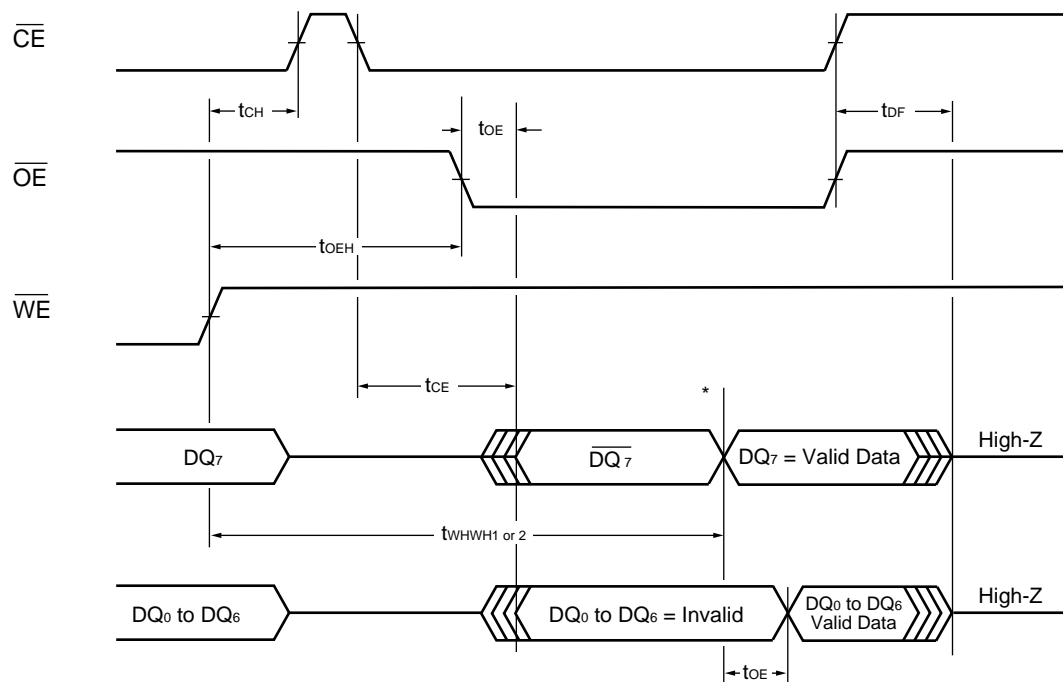 CE
tCH
tOE
tDF
OE
tOEH
WE
tCE
*
DQ7
DQ7
DQ7 = Valid Data
High-Z
tWHWH1 or 2
DQ0 to DQ6
DQ0 to DQ6 = Invalid
DQ0 to DQ6
Valid Data
High-Z
tOE